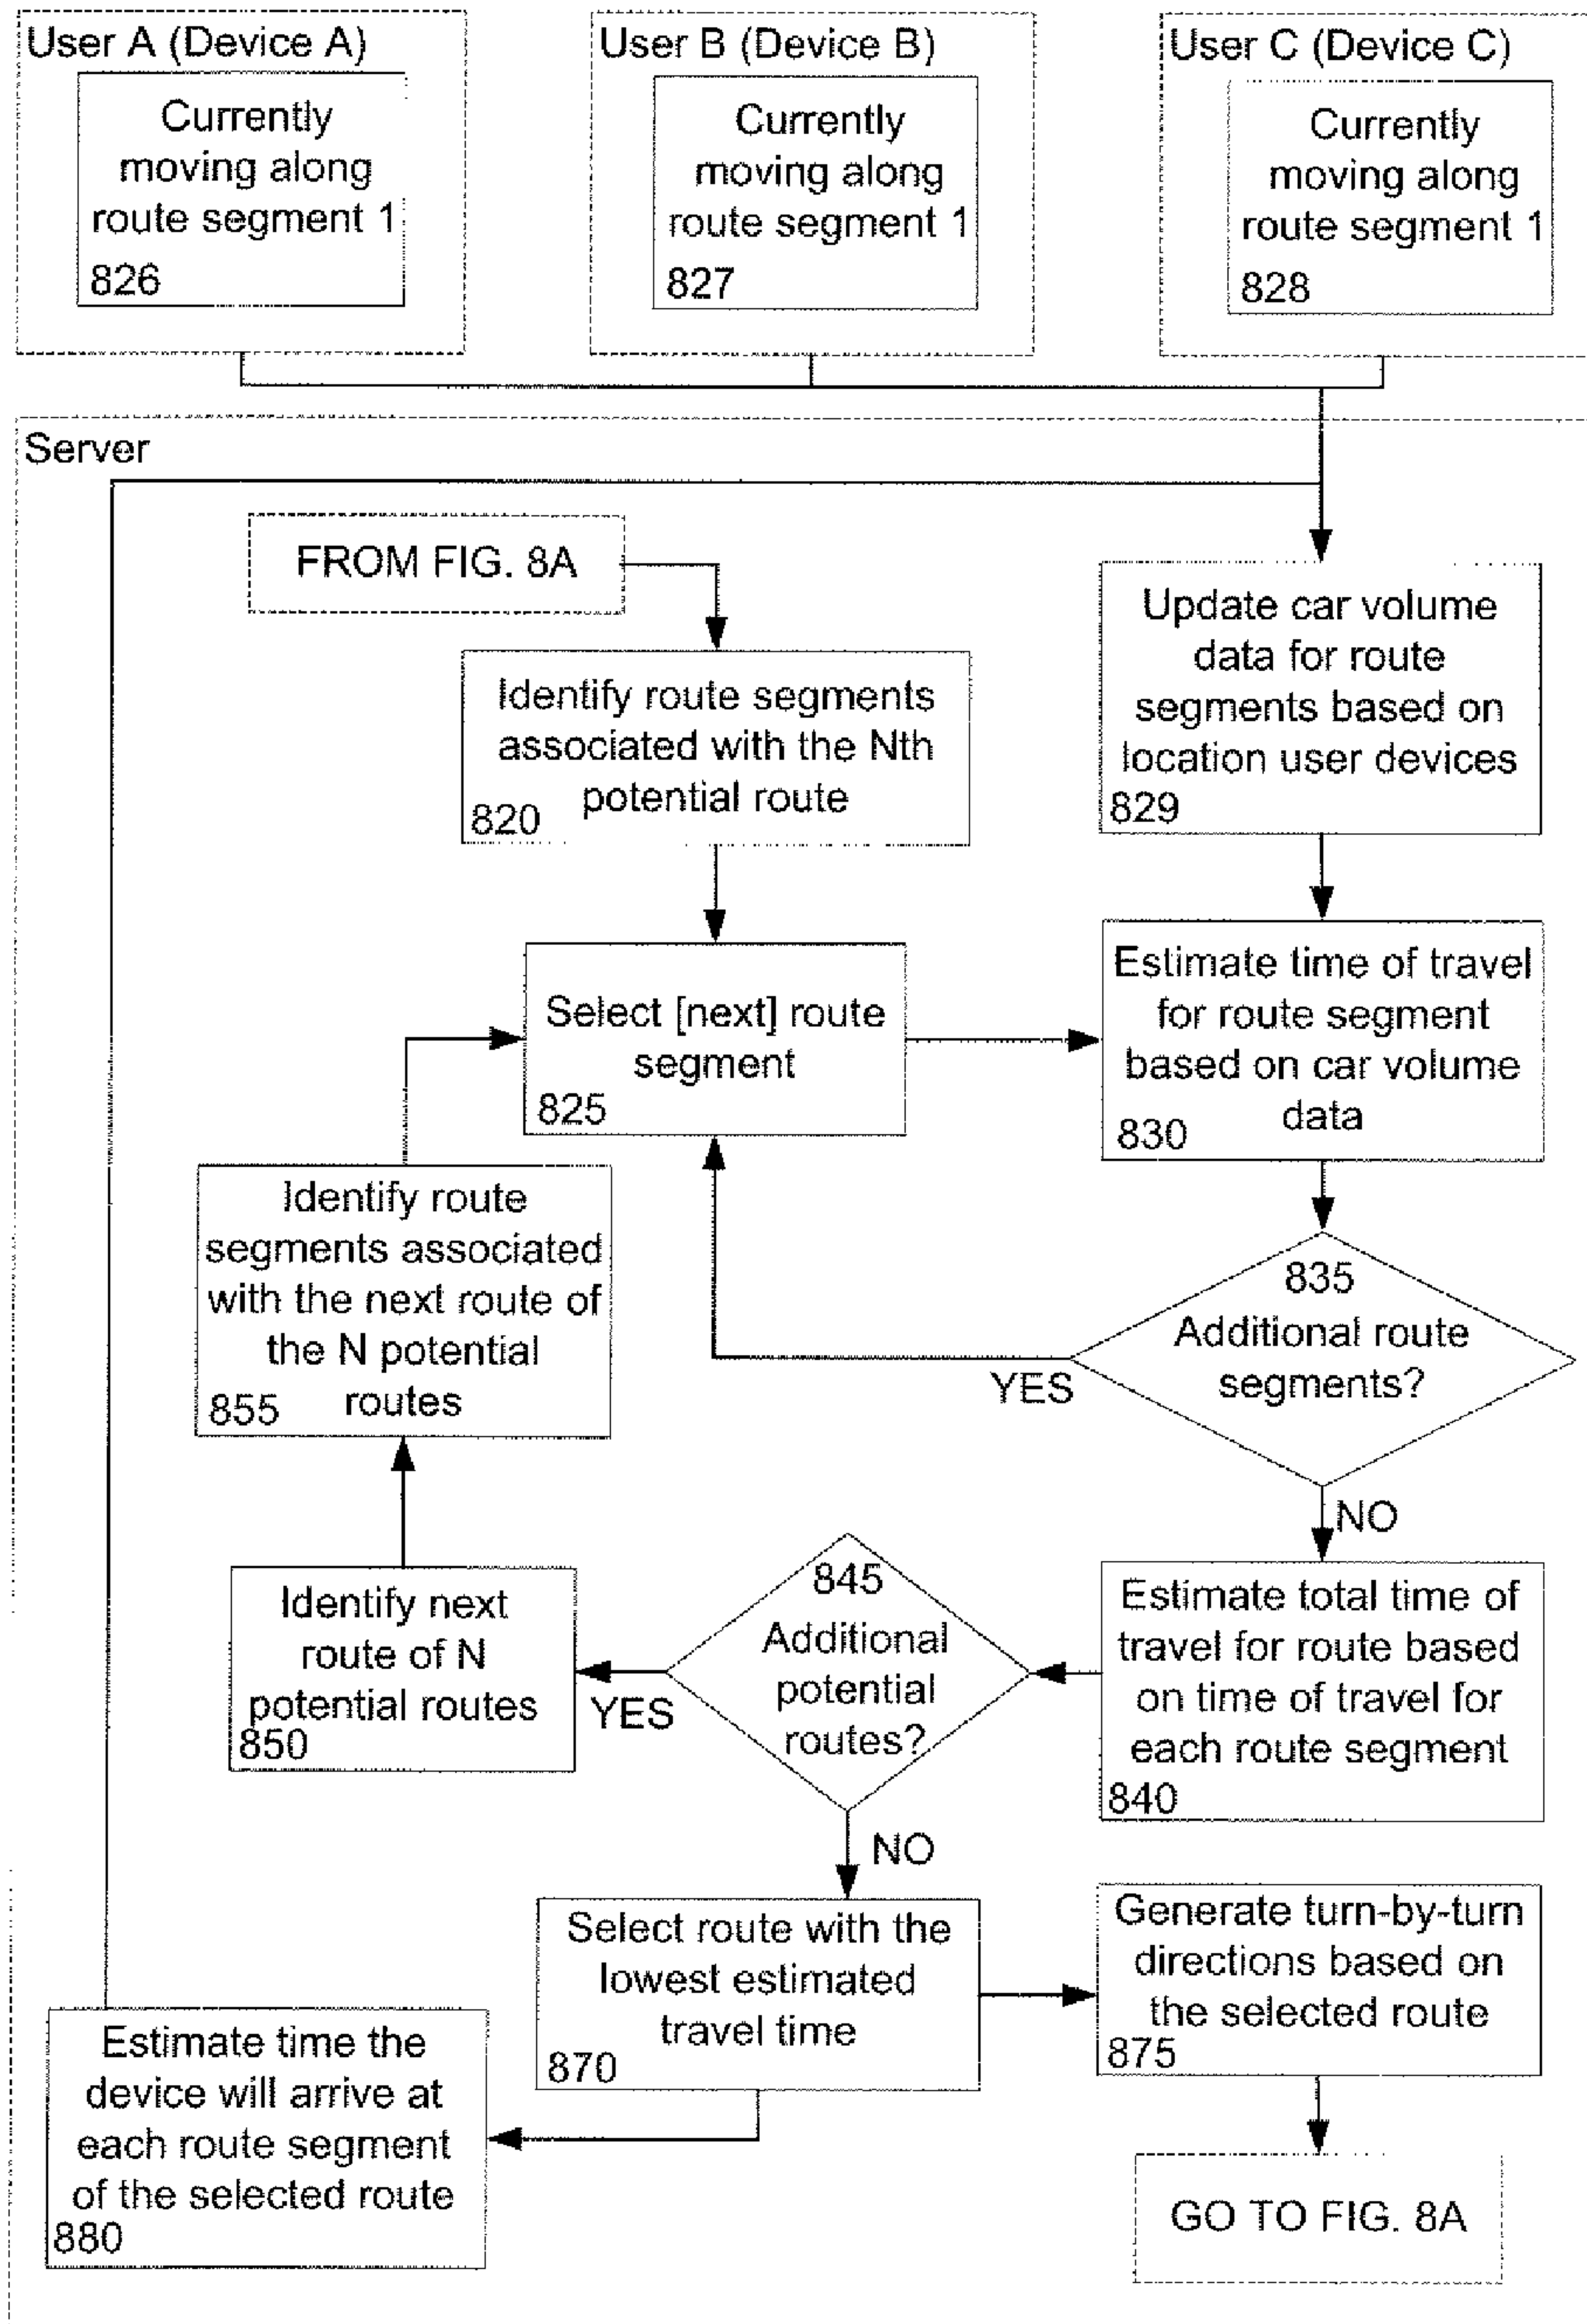 User A (Device A)
Currently
moving along
route segment 1
826
User B (Device B)
Currently
moving along
route segment 1
827
User C (Device C)
Currently
moving along
route segment 1
828
Server
FROM FIG. 8A
Identify route segments
associated with the Nth
potential route
820
Update car volume
data for route
segments based on
location user devices
829
Select [next] route
segment
825
Estimate time of travel
for route segment
based on car volume
data
830
Identify route
segments associated
with the next route of
the N potential
routes
855
835
Additional route
segments?
YES
NO
Identify next
route of N
potential routes
850
845
Additional
potential
routes?
YES
NO
Estimate total time of
travel for route based
on time of travel for
each route segment
840
Select route with the
lowest estimated
travel time
870
Generate turn-by-turn
directions based on
the selected route
875
Estimate time the
device will arrive at
each route segment
of the selected route
880
GO TO FIG. 8A